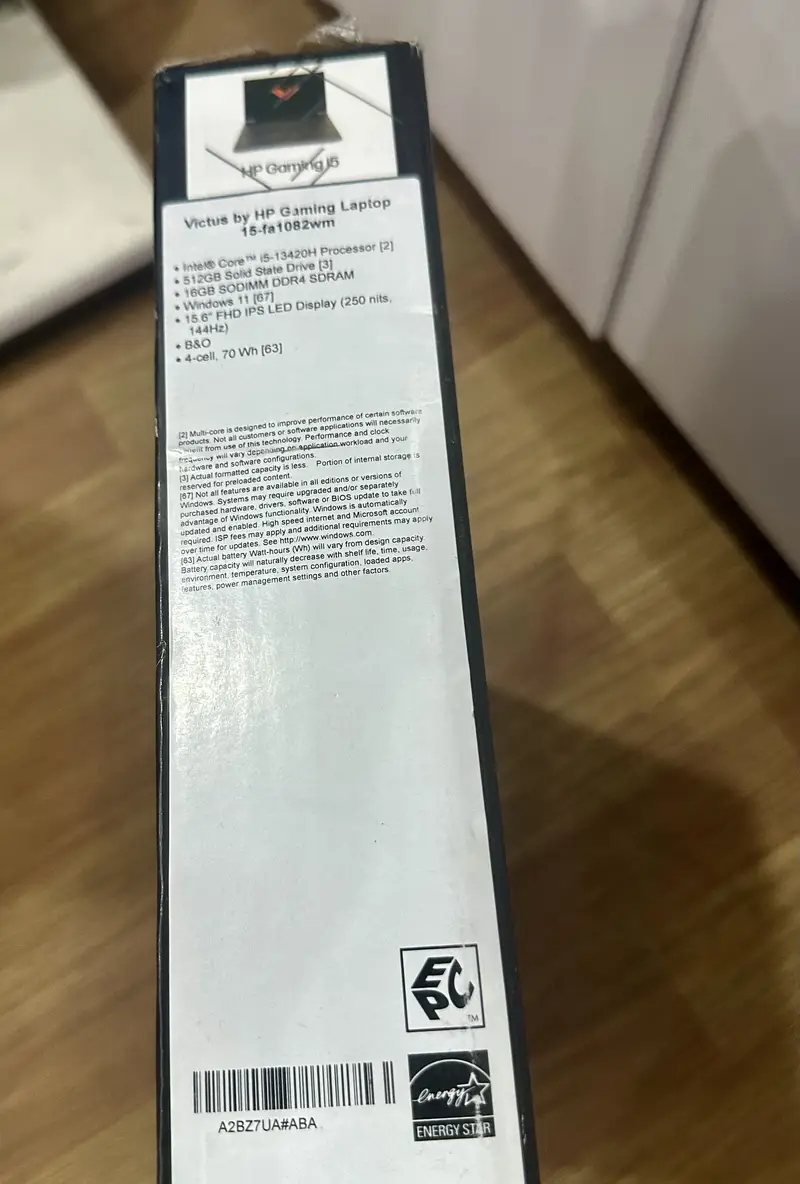 HP Gaming i5
Victus by HP Gaming Laptop
15-fa1082wm
• Intel® Core™ i5-13420H Processor [2]
• 512GB Solid State Drive [3]
• 16GB SODIMM DDR4 SDRAM
• Windows 11 [67]
• 15.6" FHD IPS LED Display (250 nits,
144Hz)
• B&O
• 4-cell, 70 Wh [63]
[2] Multi-core is designed to improve performance of certain software
products. Not all customers or software applications will necessarily
benefit from use of this technology. Performance and clock
frequency will vary depending on application workload and your
hardware and software configurations.
[3] Actual formatted capacity is less. Portion of internal storage is
reserved for preloaded content.
[67] Not all features are available in all editions or versions of
Windows. Systems may require upgraded and/or separately
purchased hardware, drivers, software or BIOS update to take full
advantage of Windows functionality. Windows is automatically
updated and enabled. High speed internet and Microsoft account
required. ISP fees may apply and additional requirements may apply
over time for updates. See http://www.windows.com.
[63] Actual battery Watt-hours (Wh) will vary from design capacity.
Battery capacity will naturally decrease with shelf life, time, usage,
environment, temperature, system configuration, loaded apps,
features, power management settings and other factors.
E
PC
TM
energy
ENERGY STAR
A2BZ7UA#ABA